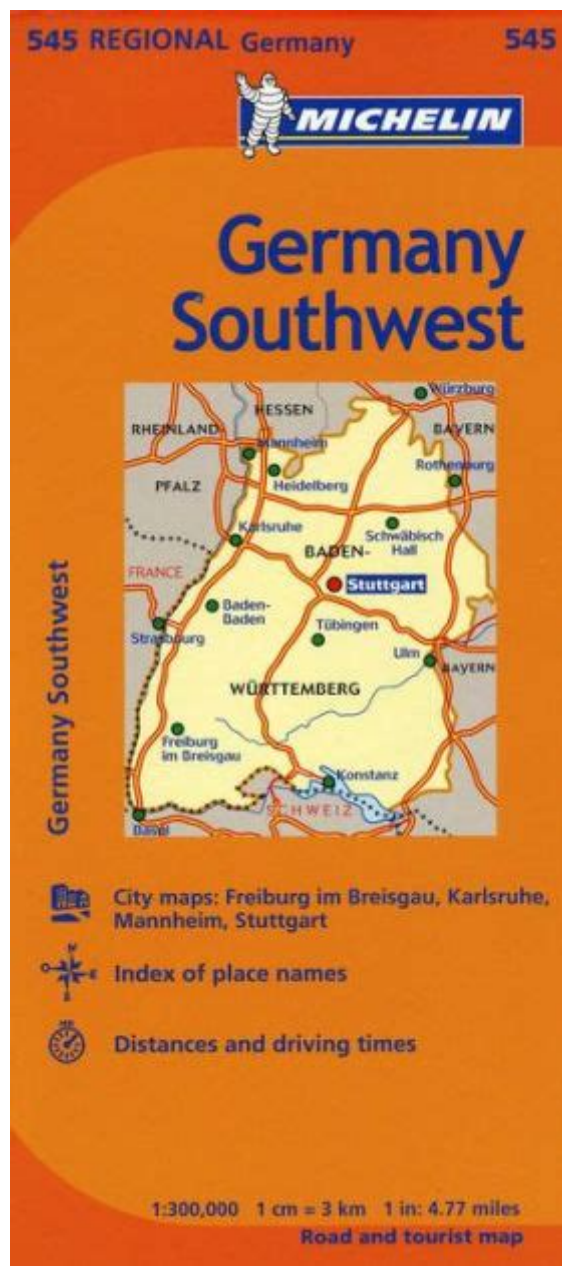 545 REGIONAL Germany 545
MICHELIN
Germany
Southwest
Würzburg
HESSEN
RHEINLAND
BAYERN
Mannheim
Rothenburg
PFALZ
Heidelberg
Karlsruhe
Schwäbisch
Hall
BADEN-
FRANCE
Stuttgart
Baden-
Baden
Tübingen
Strasbourg
Ulm
BAYERN
WÜRTTEMBERG
Freiburg
im Breisgau
Konstanz
SCHWEIZ
Basel
Germany Southwest
City maps: Freiburg im Breisgau, Karlsruhe,
Mannheim, Stuttgart
Index of place names
Distances and driving times
1:300,000 1 cm = 3 km 1 in: 4.77 miles
Road and tourist map